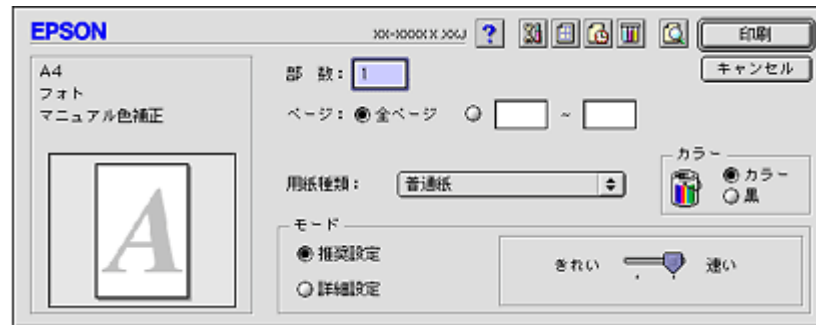 EPSON
XX-XXXX X.XXJ ?
印刷
キャンセル
A4
フォト
マニュアル色補正
部 数： 1
ページ： 全ページ ~
用紙種類： 普通紙
カラー
カラー
黒
モード
推奨設定
詳細設定
きれい 速い
A